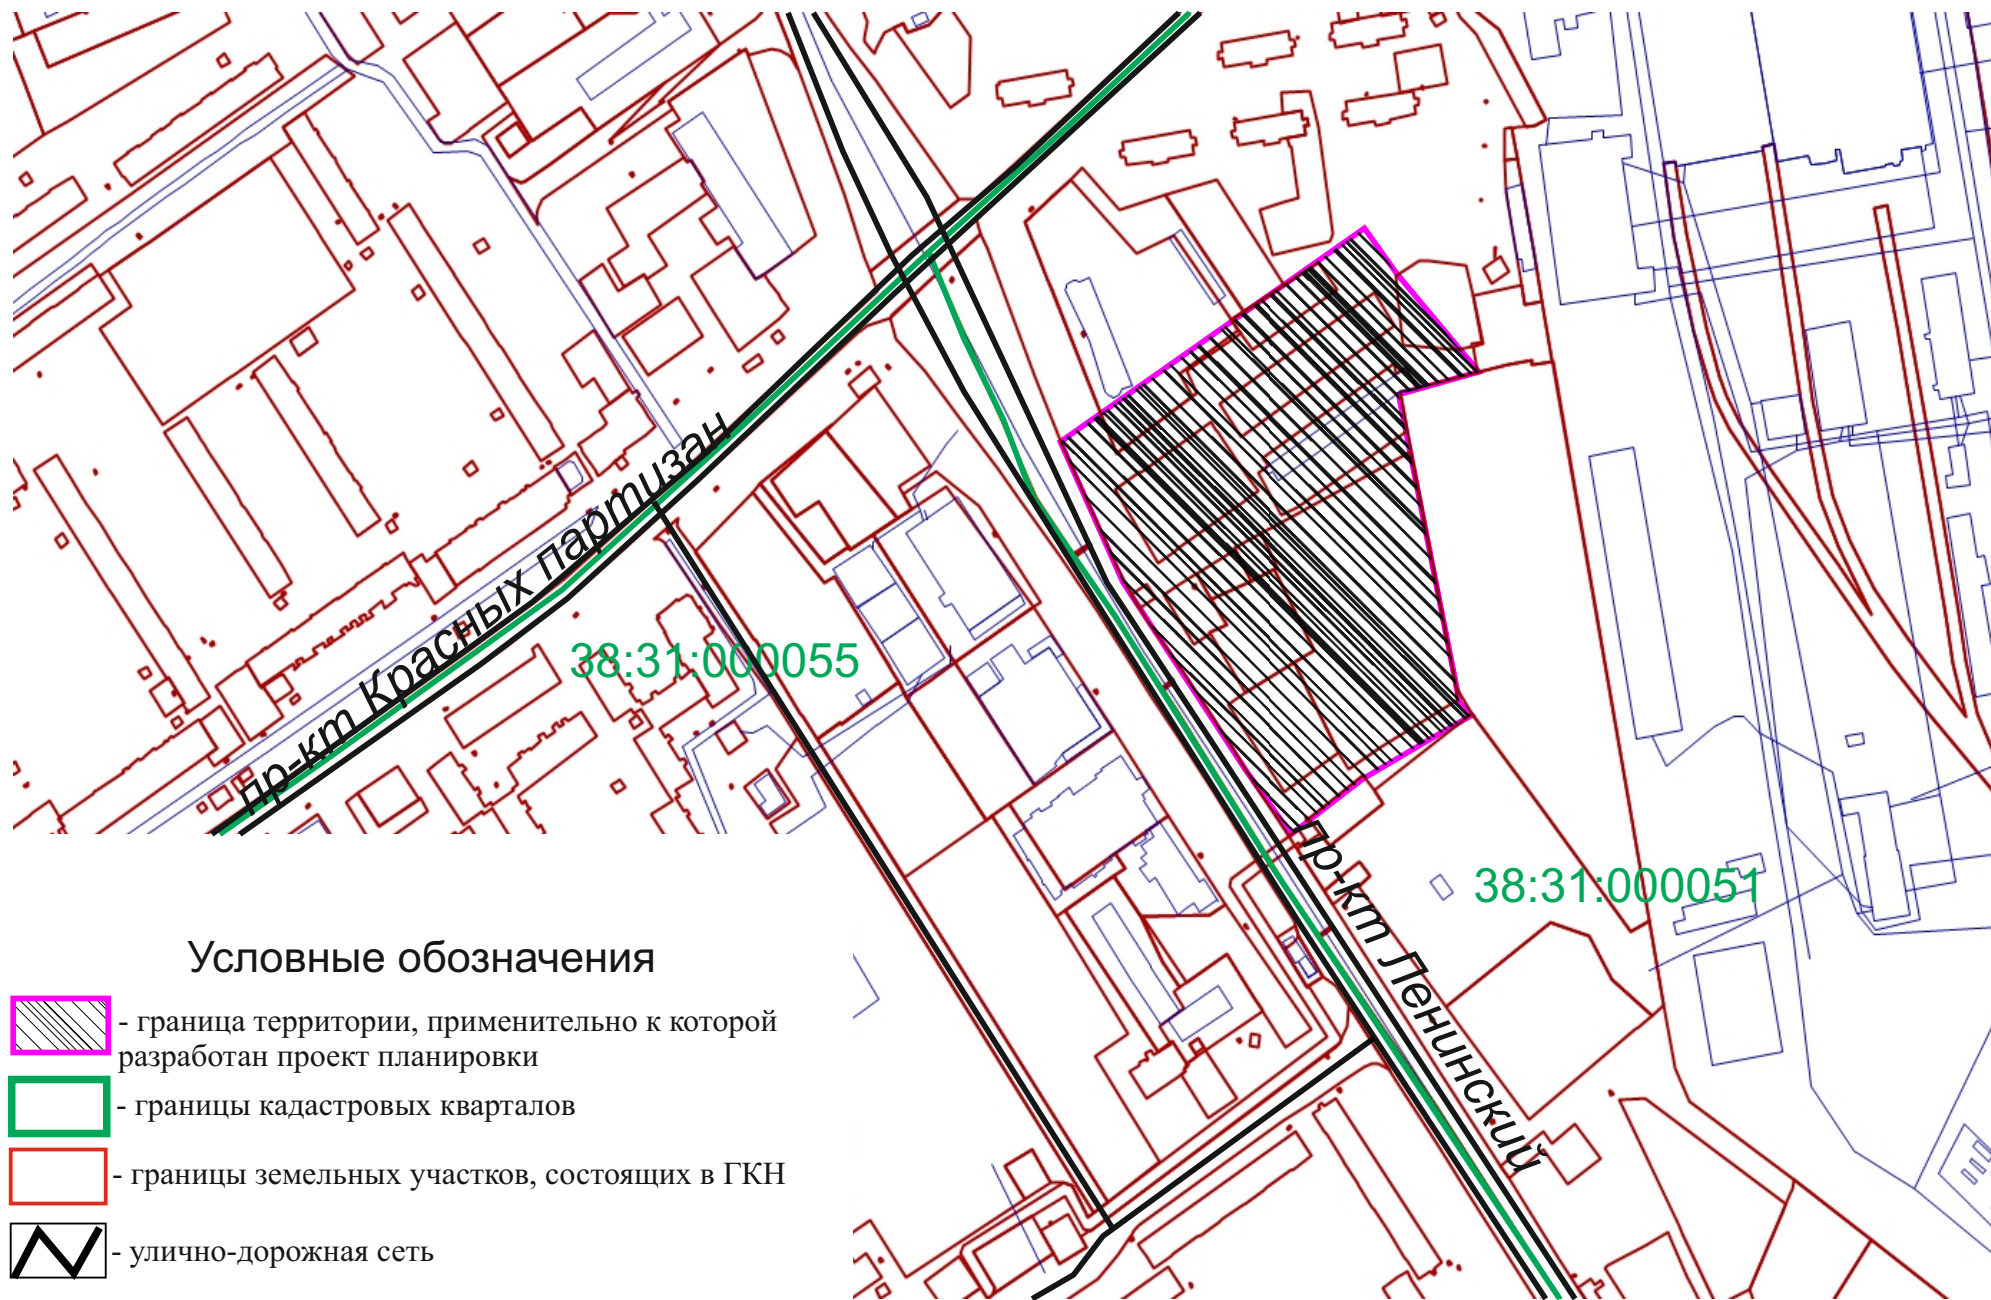 пр-кт Красных партизан
38:31:000055
38:31:000051
пр-кт Ленинский
Условные обозначения
- граница территории, применительно к которой
разработан проект планировки
- границы кадастровых кварталов
- границы земельных участков, состоящих в ГКН
- улично-дорожная сеть